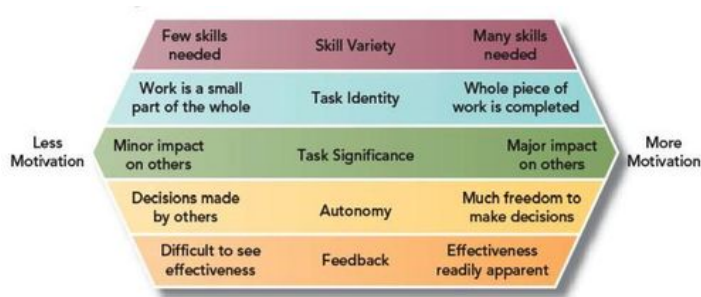 Few skills
needed
Skill Variety
Many skills
needed
Work is a small
part of the whole
Task Identity
Whole piece of
work is completed
Less
Motivation
Minor impact
on others
Task Significance
Major impact
on others
More
Motivation
Decisions made
by others
Autonomy
Much freedom to
make decisions
Difficult to see
effectiveness
Feedback
Effectiveness
readily apparent